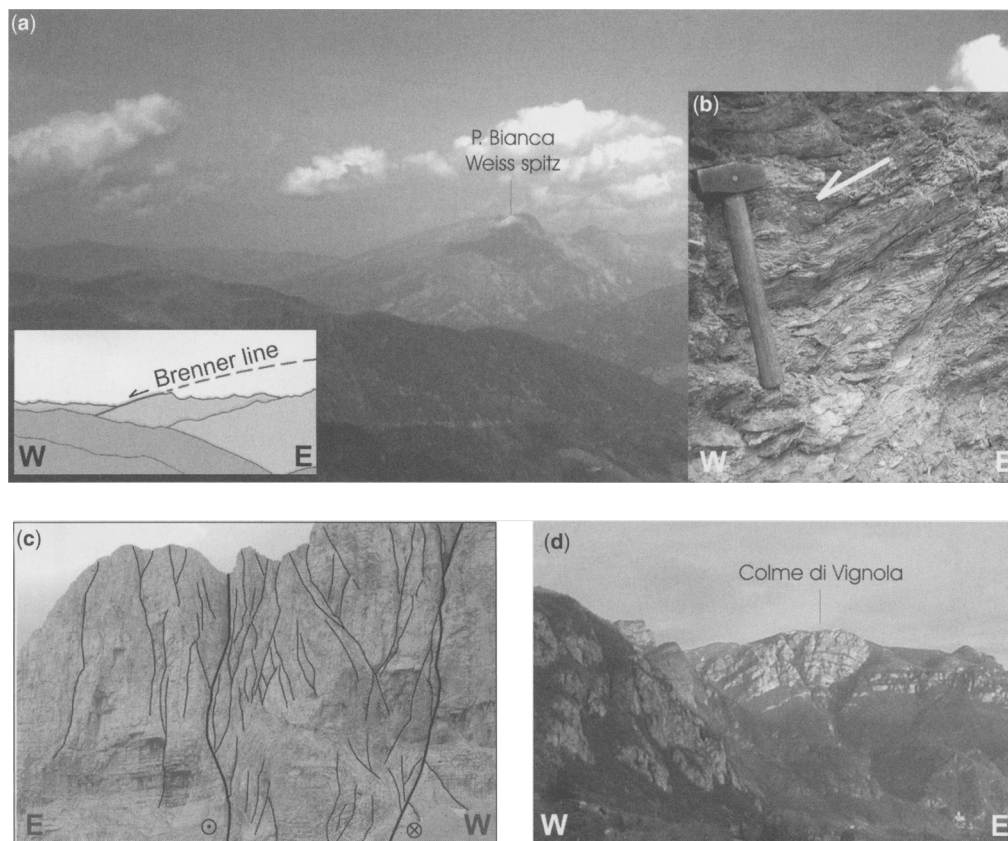 (a)
P. Bianca
Weiss spitz
(b)
Brenner line
W
E
W
E
(c)
E
W
(d)
Colme di Vignola
W
E